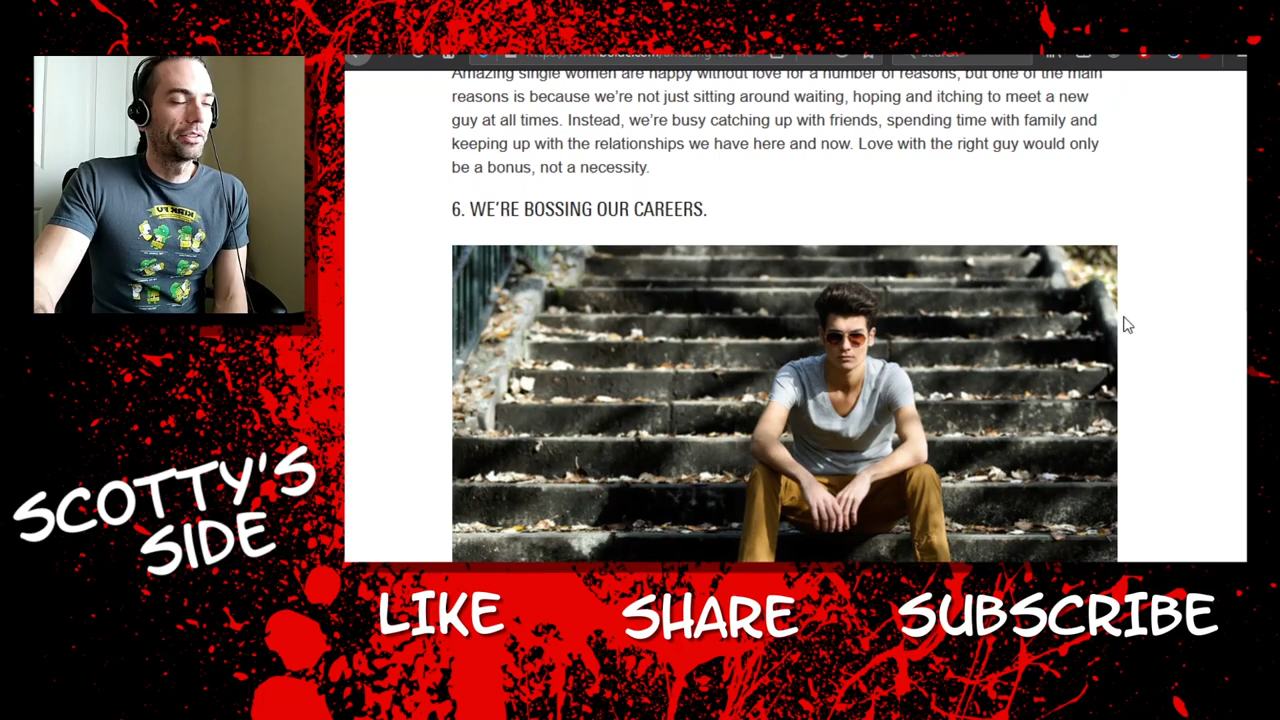 Amazing single women are happy without love for a number of reasons, but one of the main
reasons is because we're not just sitting around waiting, hoping and itching to meet a new
guy at all times. Instead, we're busy catching up with friends, spending time with family and
keeping up with the relationships we have here and now. Love with the right guy would only
be a bonus, not a necessity.
6. WE'RE BOSSING OUR CAREERS.
SCOTTY'S
SIDE
LIKE SHARE SUBSCRIBE